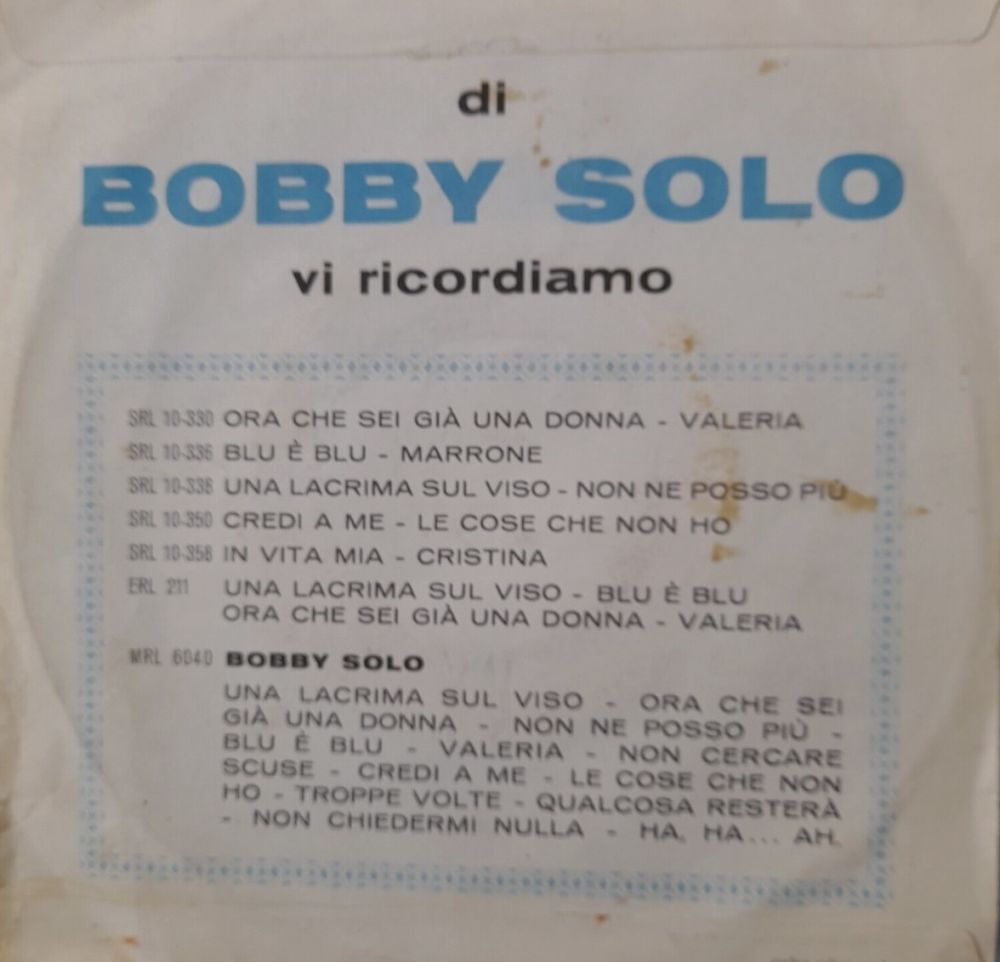 di
BOBBY SOLO
vi ricordiamo
SRL 10-330 ORA CHE SEI GIÀ UNA DONNA - VALERIA
SRL 10-336 BLU È BLU - MARRONE
SRL 10-338 UNA LACRIMA SUL VISO - NON NE POSSO PIÙ
SRL 10-350 CREDI A ME - LE COSE CHE NON HO
SRL 10-358 IN VITA MIA - CRISTINA
ERL 211 UNA LACRIMA SUL VISO - BLU È BLU
ORA CHE SEI GIÀ UNA DONNA - VALERIA
MRL 6040 BOBBY SOLO
UNA LACRIMA SUL VISO - ORA CHE SEI
GIÀ UNA DONNA - NON NE POSSO PIÙ -
BLU È BLU - VALERIA - NON CERCARE
SCUSE - CREDI A ME - LE COSE CHE NON
HO - TROPPE VOLTE - QUALCOSA RESTERÀ
- NON CHIEDERMI NULLA - HA, HA... AH.